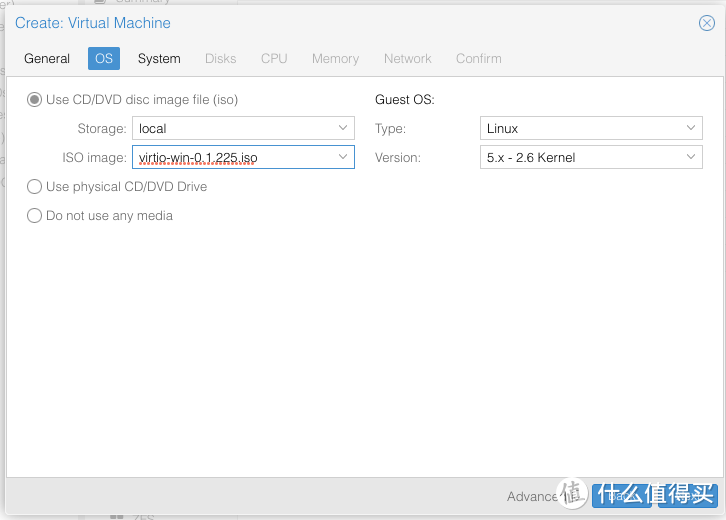 Create: Virtual Machine
General OS System Disks CPU Memory Network Confirm
Use CD/DVD disc image file (iso) Guest OS:
Storage: local Type: Linux
ISO image: virtio-win-0.1.225.iso Version: 5.x - 2.6 Kernel
Use physical CD/DVD Drive
Do not use any media
值 什么值得买
ZFS